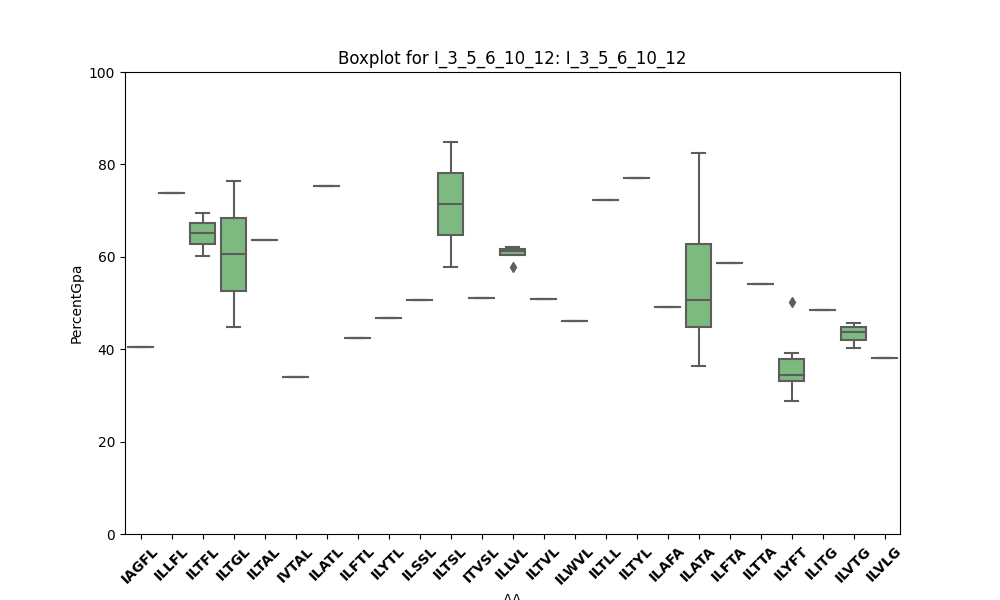 Boxplot for I_3_5_6_10_12: I_3_5_6_10_12
100
80
60
40
20
0
PercentGpa
IAGFL ILLFL ILTFL ILTGL ILTAL IVTAL ILATL ILFTL ILYTL ILSSL ILTSL ITVSL ILLVL ILTVL ILWVL ILTLL ILTYL ILAFA ILATA ILFTA ILTTA ILYFT ILITG ILVTG ILVLG
AA